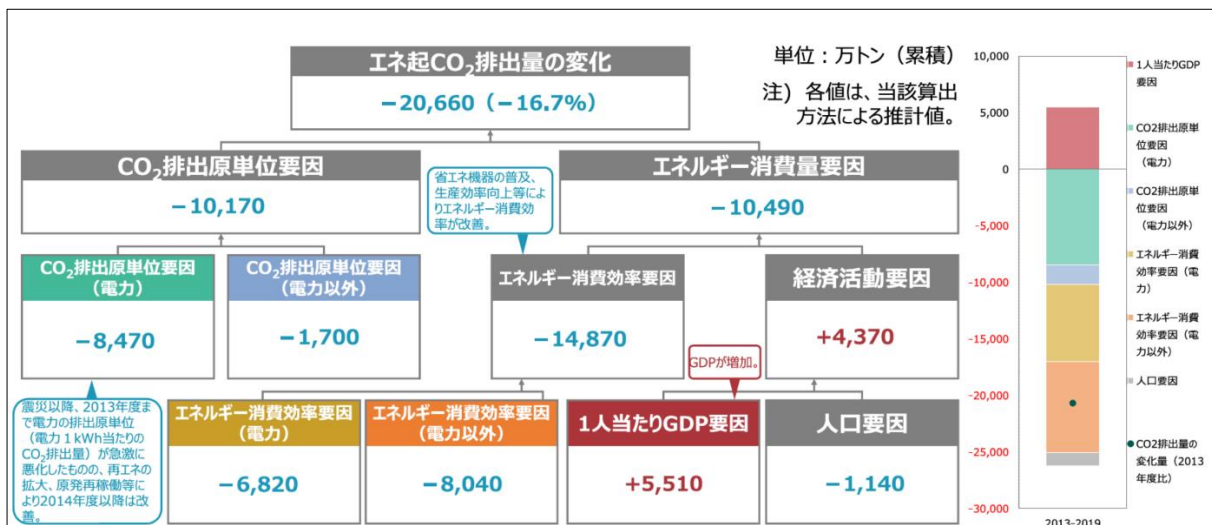 エネ起CO₂排出量の変化
−20,660（−16.7%）
単位：万トン（累積）
注）各値は、当該算出
方法による推計値。
CO₂排出原単位要因
−10,170
省エネ機器の普及、
生産効率向上等によ
りエネルギー消費効
率が改善。
エネルギー消費量要因
−10,490
CO₂排出原単位要因
（電力）
−8,470
CO₂排出原単位要因
（電力以外）
−1,700
エネルギー消費効率要因
−14,870
経済活動要因
+4,370
GDPが増加。
震災以降、2013年度ま
で電力の排出原単位
（電力１kWh当たりの
CO₂排出量）が急激に
悪化したものの、再エネの
拡大、原発再稼働等に
より2014年度以降は改
善。
エネルギー消費効率要因
（電力）
−6,820
エネルギー消費効率要因
（電力以外）
−8,040
1人当たりGDP要因
+5,510
人口要因
−1,140
10,000
5,000
0
-5,000
-10,000
-15,000
-20,000
-25,000
-30,000
2013-2019
1人当たりGDP
要因
CO2排出原単
位要因
（電力）
CO2排出原単
位要因
（電力以外）
エネルギー消費
効率要因（電
力）
エネルギー消費
効率要因（電
力以外）
人口要因
CO2排出量の
変化量（2013
年度比）